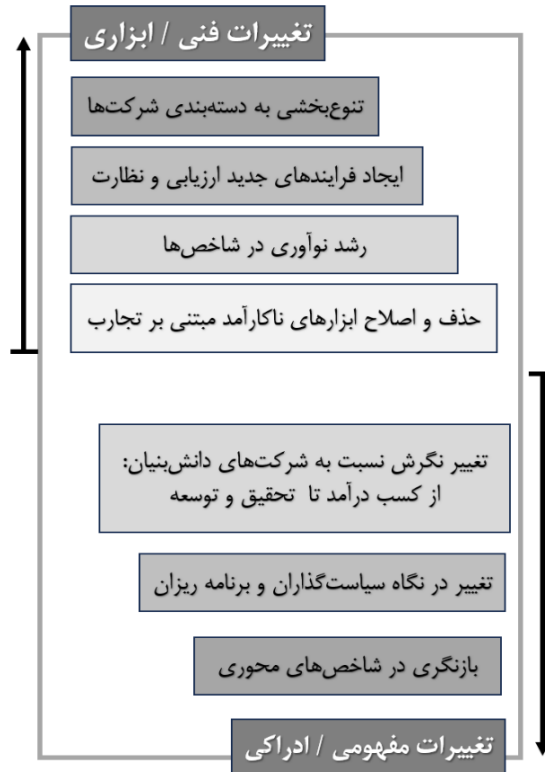 تغییرات فنی / ابزاری
تنوع‌بخشی به دسته‌بندی شرکت‌ها
ایجاد فرایندهای جدید ارزیابی و نظارت
رشد نوآوری در شاخص‌ها
حذف و اصلاح ابزارهای ناکارآمد مبتنی بر تجارب
تغییر نگرش نسبت به شرکت‌های دانش‌بنیان:
از کسب درآمد تا تحقیق و توسعه
تغییر در نگاه سیاست‌گذاران و برنامه ریزان
بازنگری در شاخص‌های محوری
تغییرات مفهومی / ادراکی